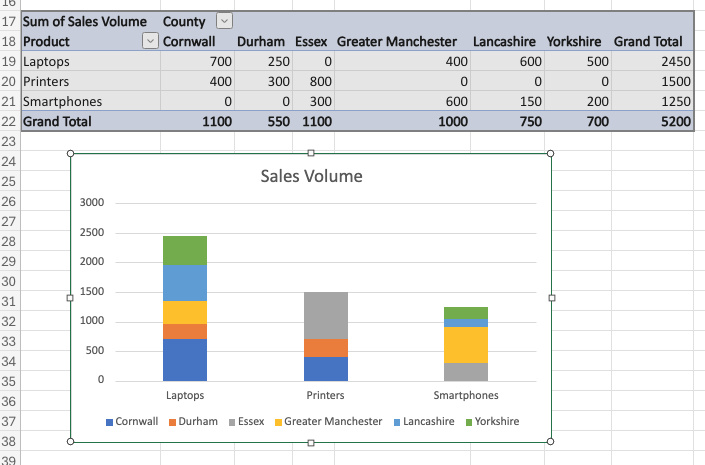 16
17 Sum of Sales Volume County
18 Product Cornwall Durham Essex Greater Manchester Lancashire Yorkshire Grand Total
19 Laptops 700 250 0 400 600 500 2450
20 Printers 400 300 800 0 0 0 1500
21 Smartphones 0 0 300 600 150 200 1250
22 Grand Total 1100 550 1100 1000 750 700 5200
23
24
25 Sales Volume
26
27 3000
28 2500
29 2000
30
31 1500
32 1000
33
34 500
35 0
36 Laptops Printers Smartphones
37 Cornwall Durham Essex Greater Manchester Lancashire Yorkshire
38
39